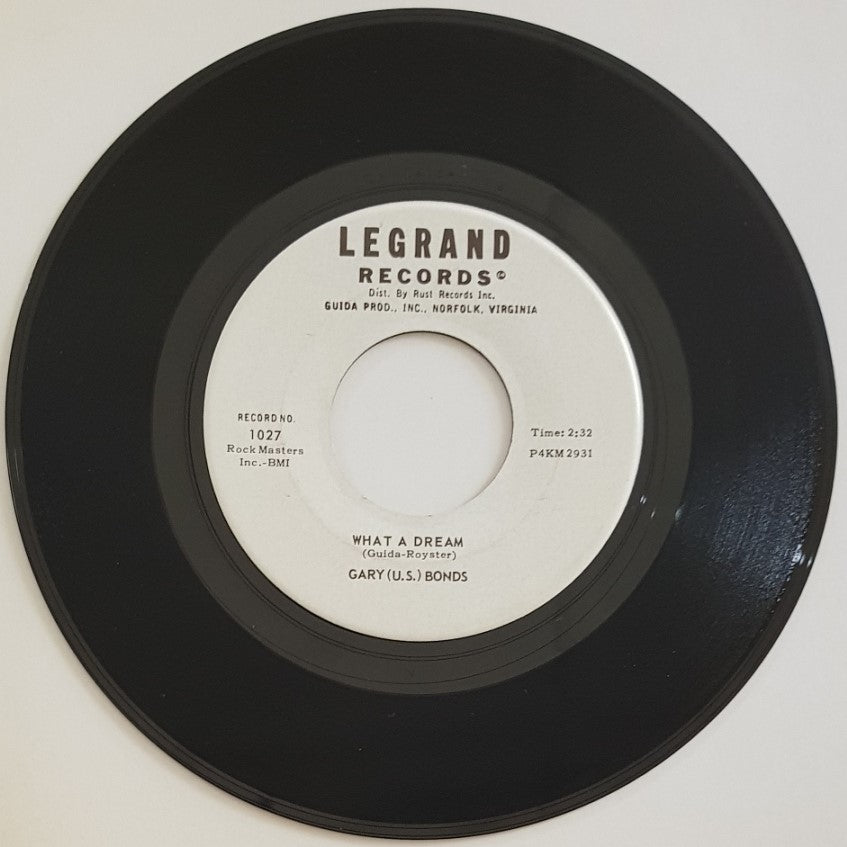 LEGRAND
RECORDS©
Dist. By Rust Records Inc.
GUIDA PROD., INC., NORFOLK, VIRGINIA
RECORD NO.
1027
Rock Masters
Inc.-BMI
Time: 2:32
P4KM 2931
WHAT A DREAM
(Guida-Royster)
GARY (U.S.) BONDS